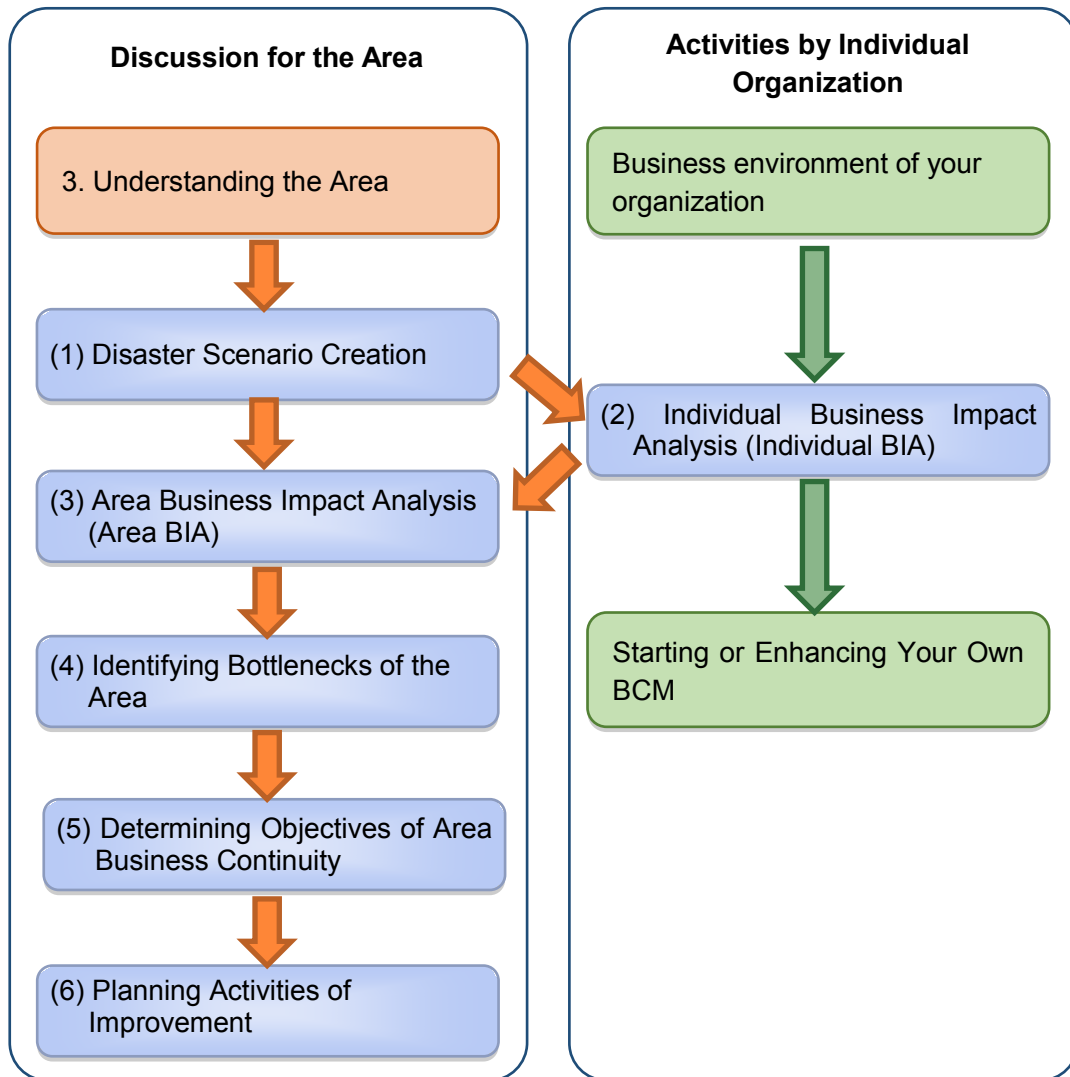 Discussion for the Area
3. Understanding the Area
(1) Disaster Scenario Creation
(3) Area Business Impact Analysis
(Area BIA)
(4) Identifying Bottlenecks of the
Area
(5) Determining Objectives of Area
Business Continuity
(6) Planning Activities of
Improvement
Activities by Individual
Organization
Business environment of your
organization
(2) Individual Business Impact
Analysis (Individual BIA)
Starting or Enhancing Your Own
BCM